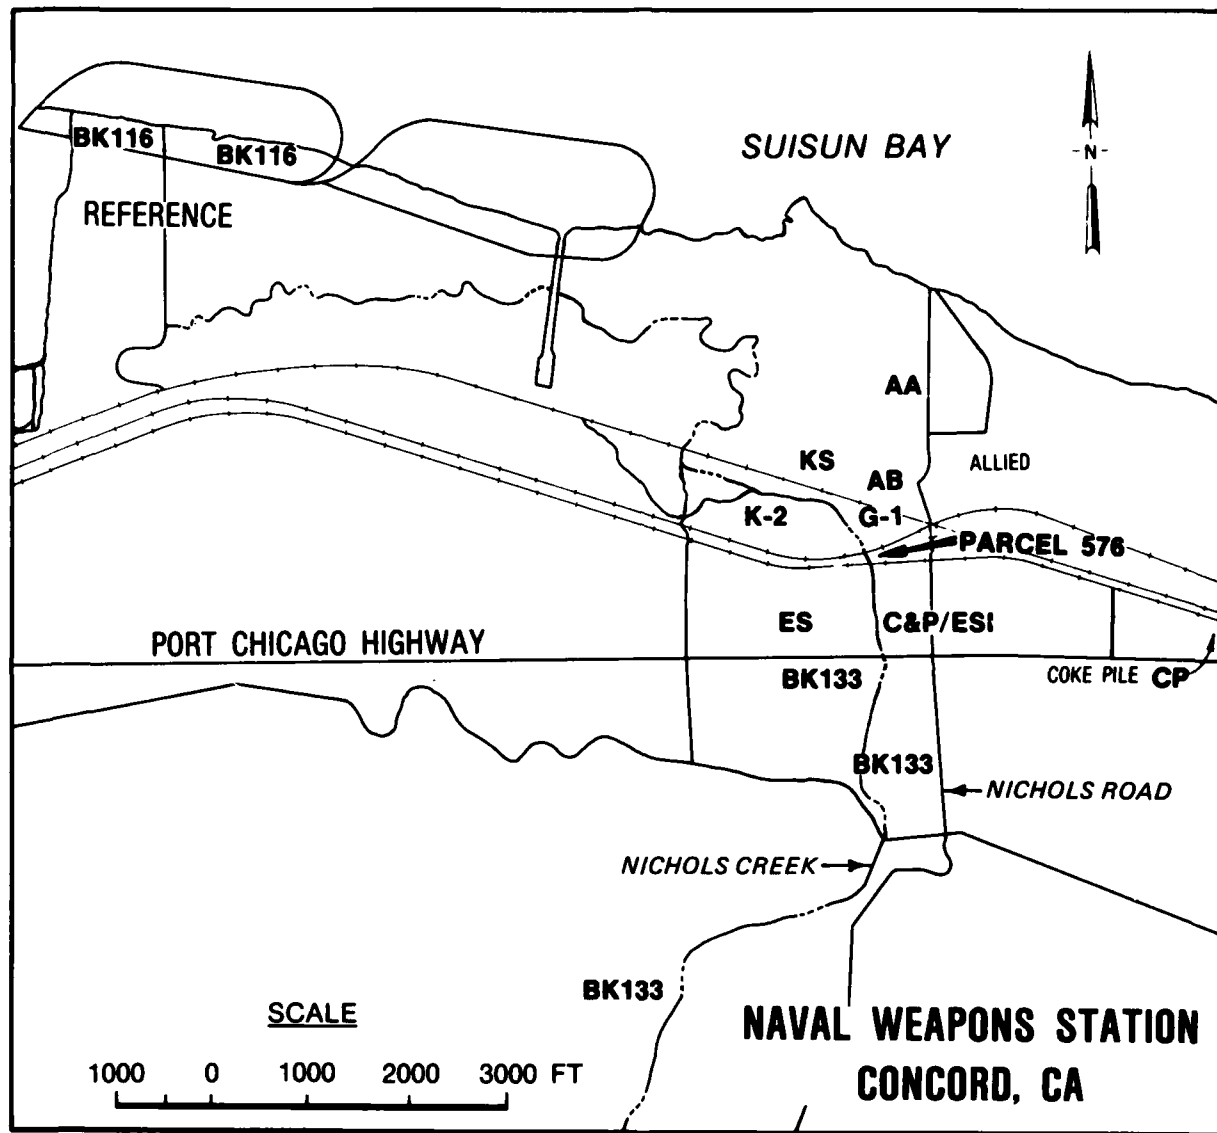 BK116
BK116
SUISUN BAY
N
REFERENCE
AA
KS
AB
ALLIED
K-2
G-1
PARCEL 576
ES
C&P/ESI
PORT CHICAGO HIGHWAY
BK133
COKE PILE CP
BK133
NICHOLS ROAD
NICHOLS CREEK
BK133
SCALE
NAVAL WEAPONS STATION
CONCORD, CA
1000 0 1000 2000 3000 FT